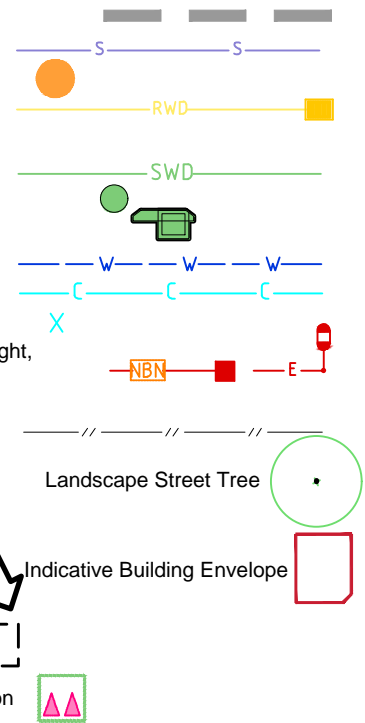 S S
RWD
SWD
W W W
C C C
X
ght,
NBN E
// // //
Landscape Street Tree
Indicative Building Envelope
on